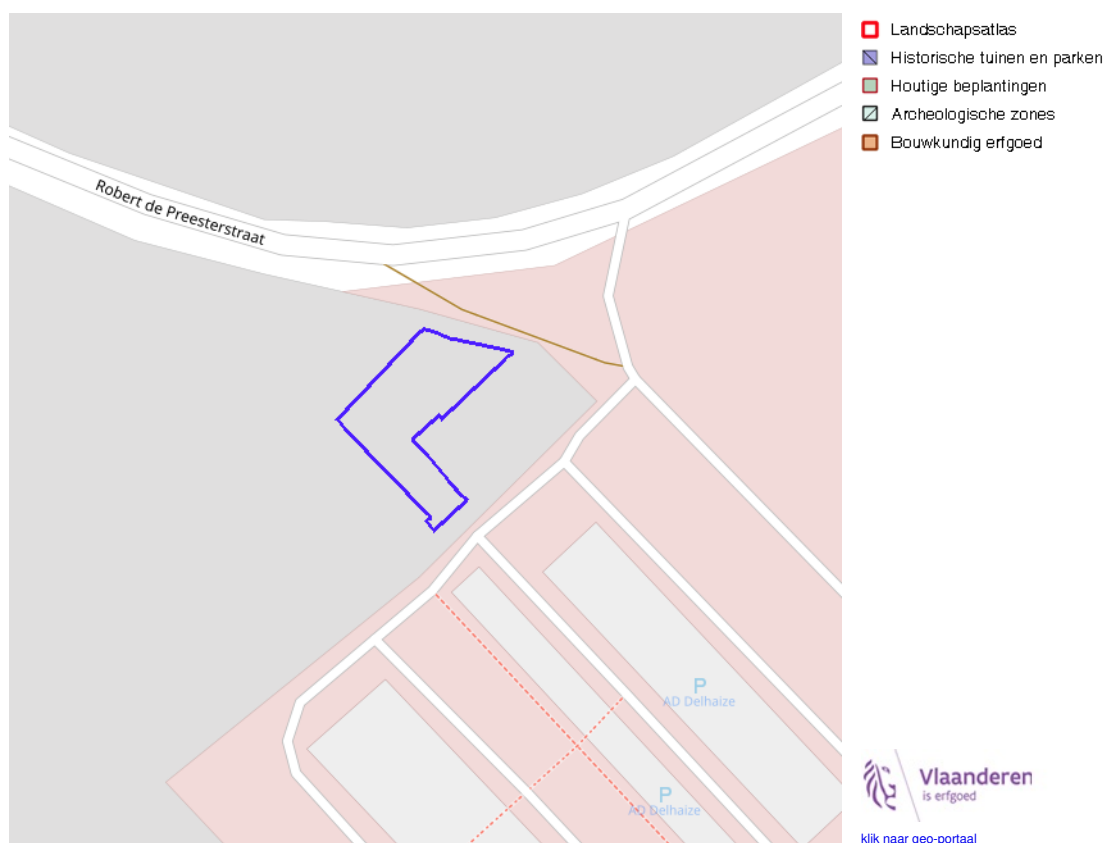 Robert de Preesterstraat
P
AD Delhaize
P
AD Delhaize
Landschapsatlas
Historische tuinen en parken
Houtige beplantingen
Archeologische zones
Bouwkundig erfgoed
Vlaanderen
is erfgoed
klik naar geo-portaal